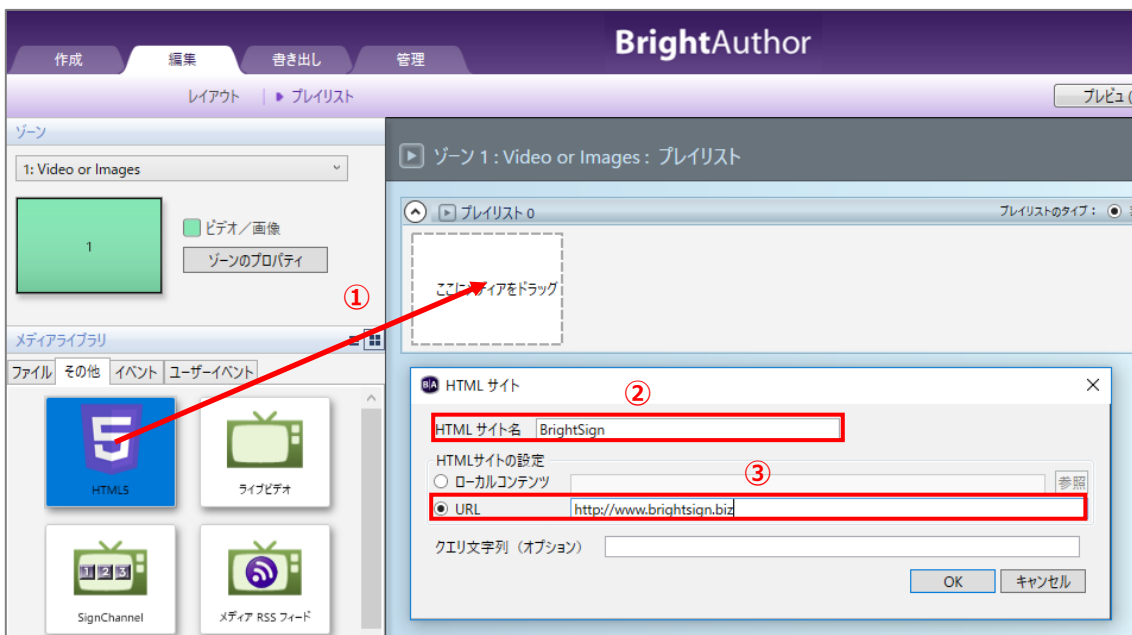 BrightAuthor
作成 編集 書き出し 管理
レイアウト プレイリスト
プレビュ(
ゾーン
1: Video or Images
1
ビデオ／画像
ゾーンのプロパティ
ゾーン 1 : Video or Images : プレイリスト
プレイリスト 0
プレイリストのタイプ：
ここにメディアをドラッグ
①
メディアライブラリ
ファイル その他 イベント ユーザーイベント
5
HTML5
ライブビデオ
1 2 3
SignChannel
メディア RSS フィード
BA HTML サイト
②
HTML サイト名 BrightSign
HTMLサイトの設定
③
ローカルコンテンツ 参照
URL http://www.brightsign.biz
クエリ文字列（オプション）
OK キャンセル